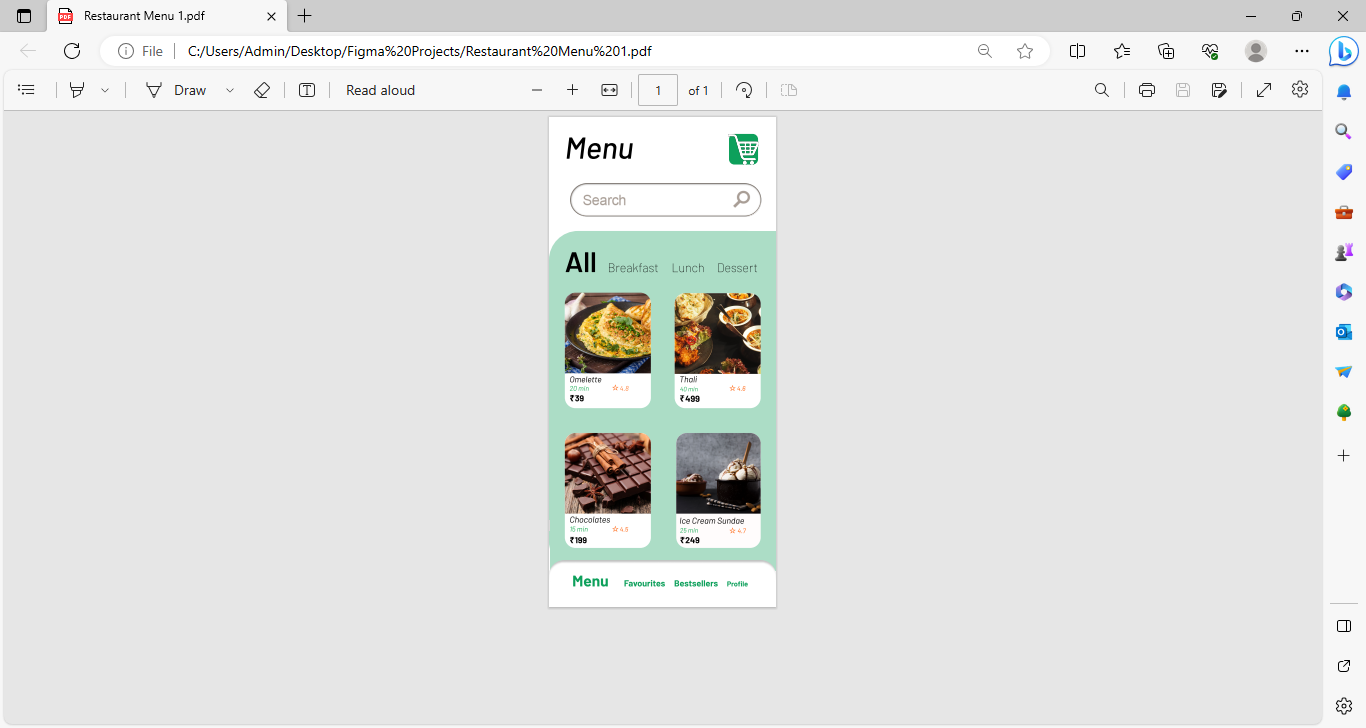 Restaurant Menu 1.pdf
File
C:/Users/Admin/Desktop/Figma%20Projects/Restaurant%20Menu%201.pdf
Draw
Read aloud
1
of 1
Menu
Search
All Breakfast Lunch Dessert
Omelette
20 min 4.8
₹39
Thali
40 min 4.6
₹499
Chocolates
15 min 4.6
₹199
Ice Cream Sundae
25 min 4.7
₹249
Menu Favourites Bestsellers Profile